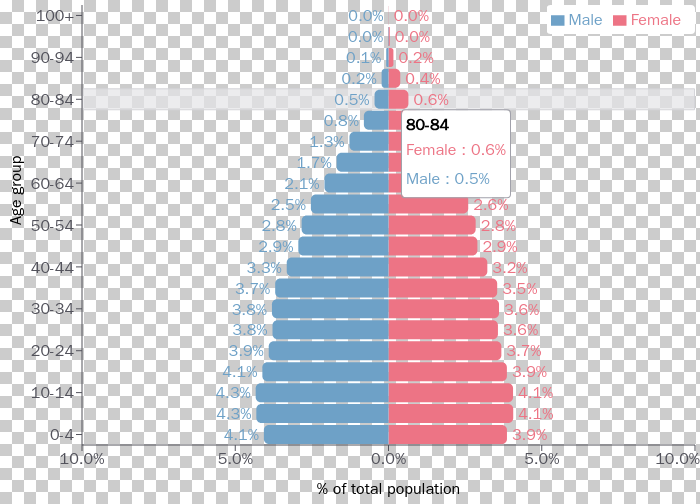 Male Female
100+ 0.0% 0.0%
0.0% 0.0%
90-94 0.1% 0.2%
0.2% 0.4%
80-84 0.5% 0.6%
0.8%
80-84
70-74 1.3%
Female : 0.6%
1.7%
Male : 0.5%
60-64 2.1%
2.5% 2.6%
50-54 2.8% 2.8%
2.9% 2.9%
40-44 3.3% 3.2%
3.7% 3.5%
30-34 3.8% 3.6%
3.8% 3.6%
20-24 3.9% 3.7%
4.1% 3.9%
10-14 4.3% 4.1%
4.3% 4.1%
0-4 4.1% 3.9%
10.0% 5.0% 0.0% 5.0% 10.0%
% of total population
Age group